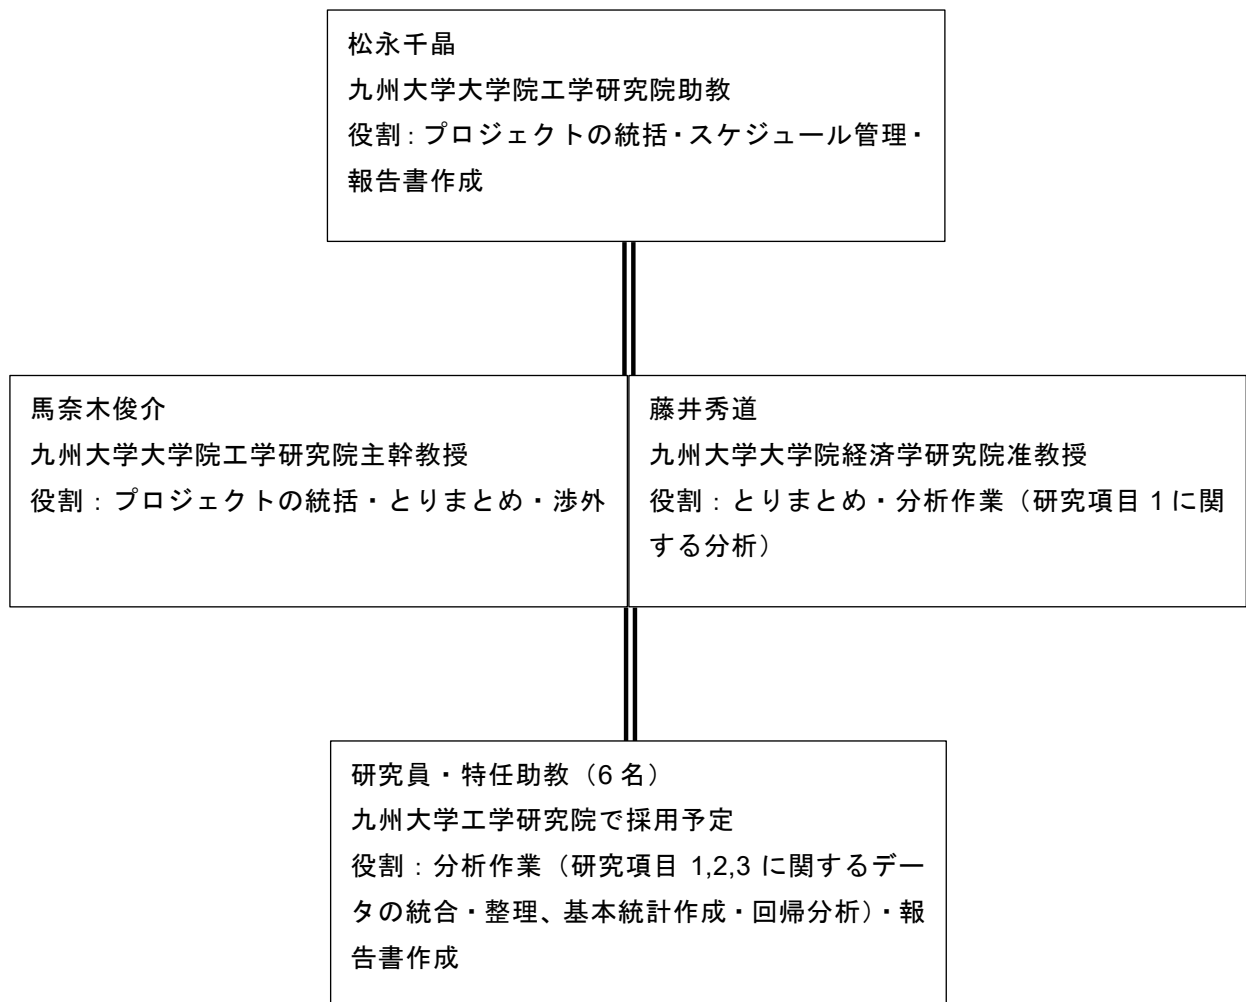 松永千晶
九州大学大学院工学研究院助教
役割：プロジェクトの統括・スケジュール管理・
報告書作成
馬奈木俊介
九州大学大学院工学研究院主幹教授
役割：プロジェクトの統括・とりまとめ・渉外
藤井秀道
九州大学大学院経済学研究院准教授
役割：とりまとめ・分析作業（研究項目 1 に関
する分析）
研究員・特任助教（6 名）
九州大学工学研究院で採用予定
役割：分析作業（研究項目 1,2,3 に関するデー
タの統合・整理、基本統計作成・回帰分析）・報
告書作成